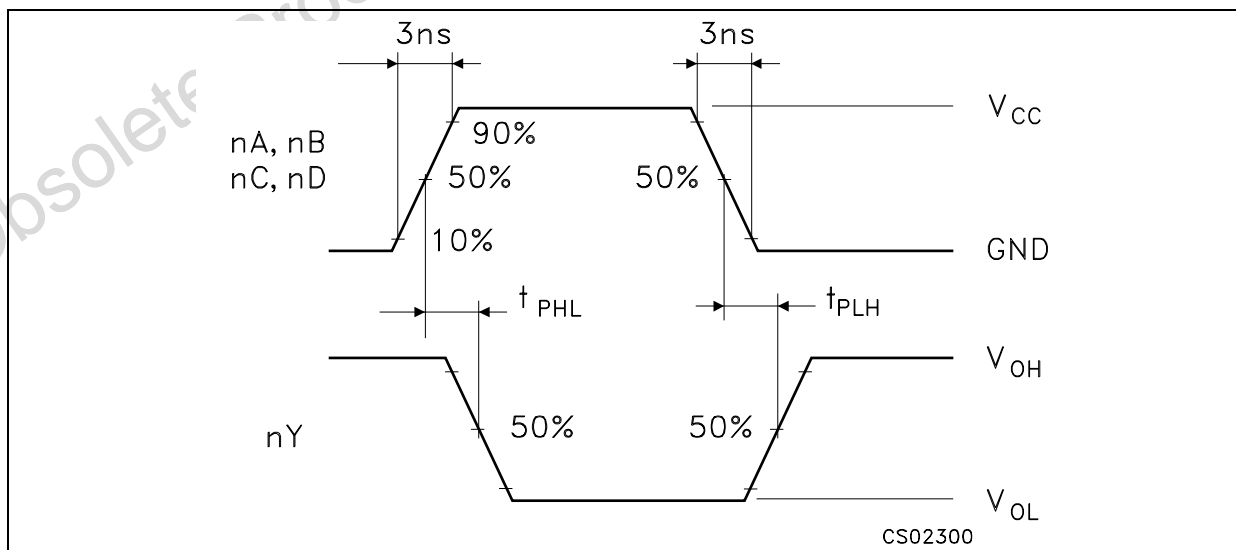 3ns 3ns
V_CC
nA, nB
nC, nD
90%
50% 50%
10%
GND
t_PHL t_PLH
V_OH
50% 50%
nY
V_OL
CS02300
Obsolete